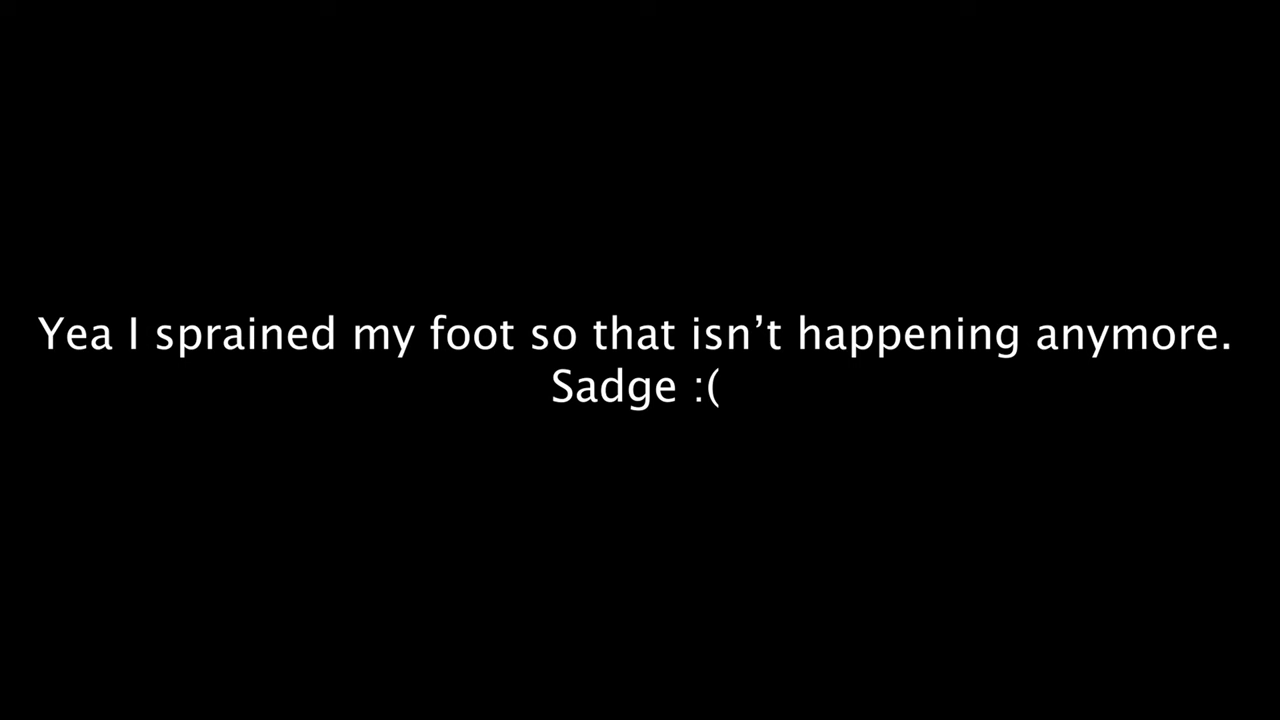 Yea I sprained my foot so that isn’t happening anymore.
Sadge :(